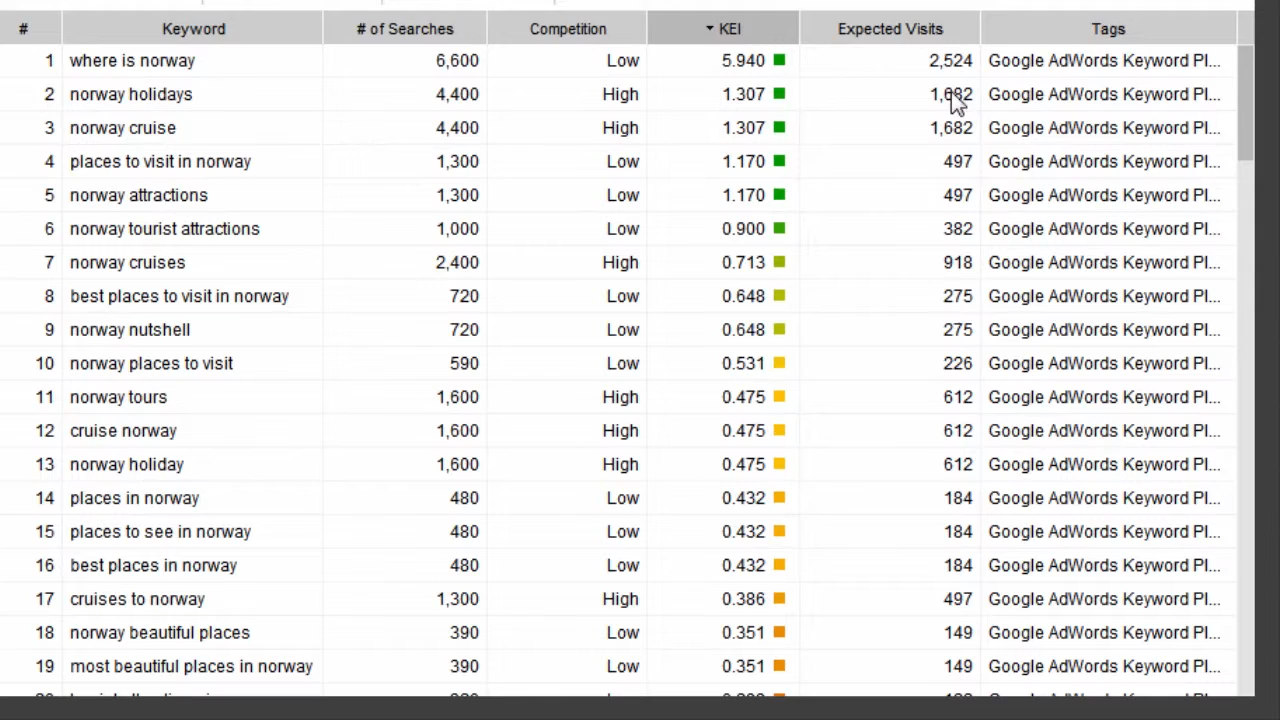 # Keyword # of Searches Competition KEI Expected Visits Tags
1 where is norway 6,600 Low 5.940 2,524 Google AdWords Keyword Pl...
2 norway holidays 4,400 High 1.307 1,682 Google AdWords Keyword Pl...
3 norway cruise 4,400 High 1.307 1,682 Google AdWords Keyword Pl...
4 places to visit in norway 1,300 Low 1.170 497 Google AdWords Keyword Pl...
5 norway attractions 1,300 Low 1.170 497 Google AdWords Keyword Pl...
6 norway tourist attractions 1,000 Low 0.900 382 Google AdWords Keyword Pl...
7 norway cruises 2,400 High 0.713 918 Google AdWords Keyword Pl...
8 best places to visit in norway 720 Low 0.648 275 Google AdWords Keyword Pl...
9 norway nutshell 720 Low 0.648 275 Google AdWords Keyword Pl...
10 norway places to visit 590 Low 0.531 226 Google AdWords Keyword Pl...
11 norway tours 1,600 High 0.475 612 Google AdWords Keyword Pl...
12 cruise norway 1,600 High 0.475 612 Google AdWords Keyword Pl...
13 norway holiday 1,600 High 0.475 612 Google AdWords Keyword Pl...
14 places in norway 480 Low 0.432 184 Google AdWords Keyword Pl...
15 places to see in norway 480 Low 0.432 184 Google AdWords Keyword Pl...
16 best places in norway 480 Low 0.432 184 Google AdWords Keyword Pl...
17 cruises to norway 1,300 High 0.386 497 Google AdWords Keyword Pl...
18 norway beautiful places 390 Low 0.351 149 Google AdWords Keyword Pl...
19 most beautiful places in norway 390 Low 0.351 149 Google AdWords Keyword Pl...